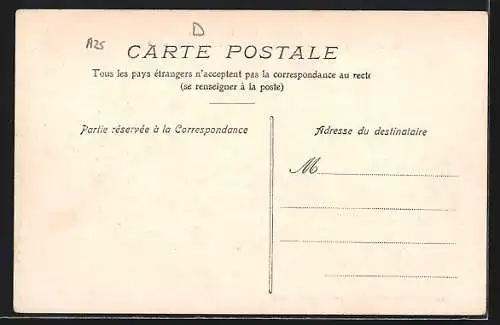 D
A25
CARTE POSTALE
Tous les pays étrangers n'acceptent pas la correspondance au recto
(se renseigner à la poste)
Partie réservée à la Correspondance
Adresse du destinataire
M